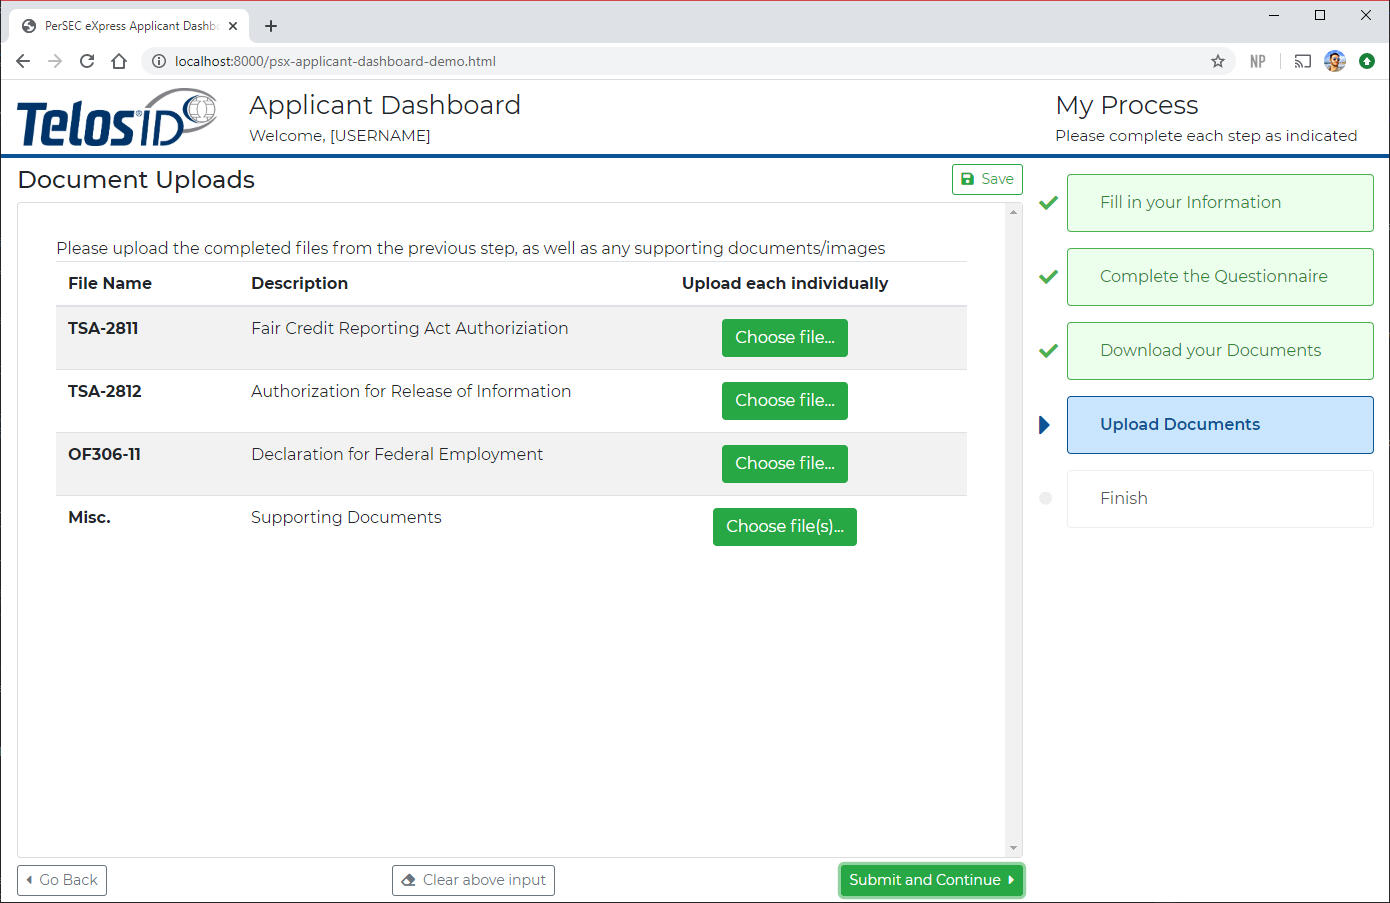 PerSEC eXpress Applicant Dashb
localhost:8000/psx-applicant-dashboard-demo.html
NP
Telos® ID
Applicant Dashboard
Welcome, [USERNAME]
My Process
Please complete each step as indicated
Document Uploads
Save
Please upload the completed files from the previous step, as well as any supporting documents/images
File Name Description Upload each individually
TSA-2811 Fair Credit Reporting Act Authoriziation Choose file...
TSA-2812 Authorization for Release of Information Choose file...
OF306-11 Declaration for Federal Employment Choose file...
Misc. Supporting Documents Choose file(s)...
Go Back
Clear above input
Submit and Continue
Fill in your Information
Complete the Questionnaire
Download your Documents
Upload Documents
Finish